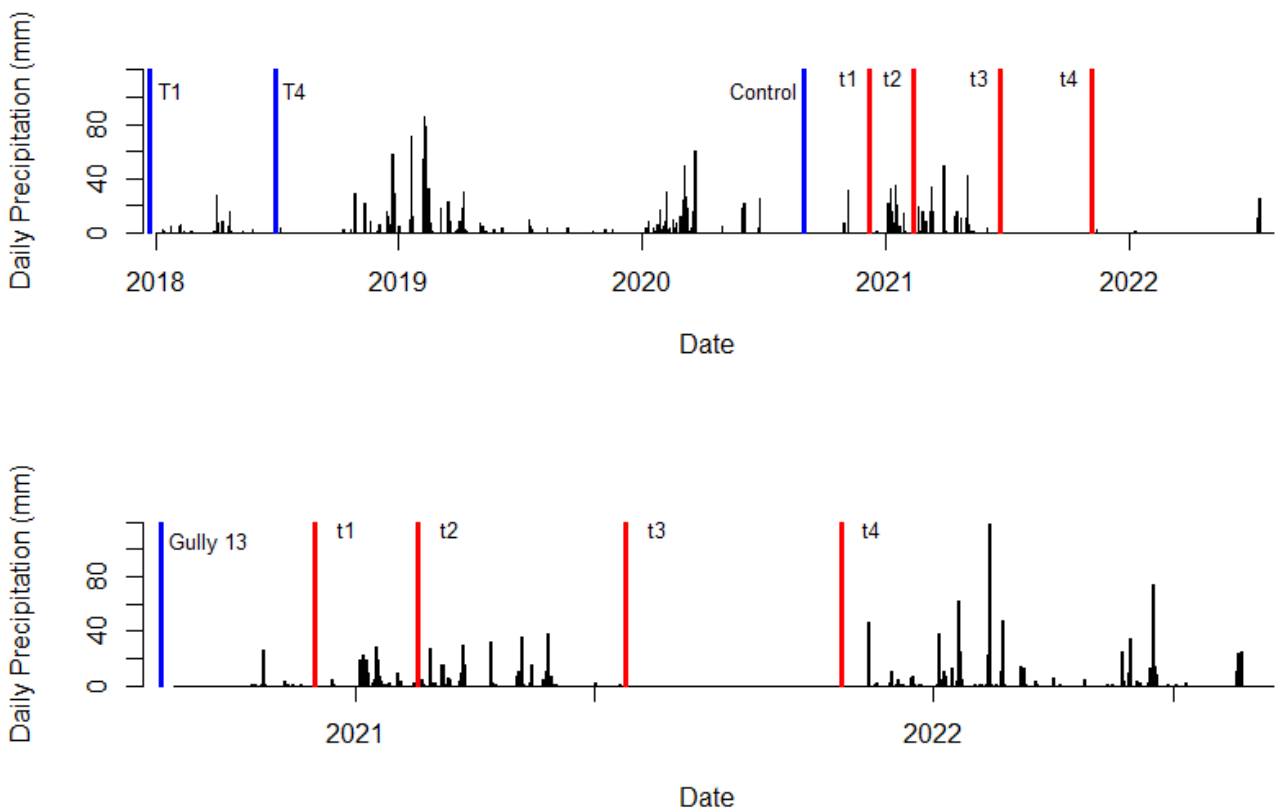 Daily Precipitation (mm)
T1 T4 Control t1 t2 t3 t4
80
40
0
2018 2019 2020 2021 2022
Date
Daily Precipitation (mm)
Gully 13 t1 t2 t3 t4
80
40
0
2021 2022
Date